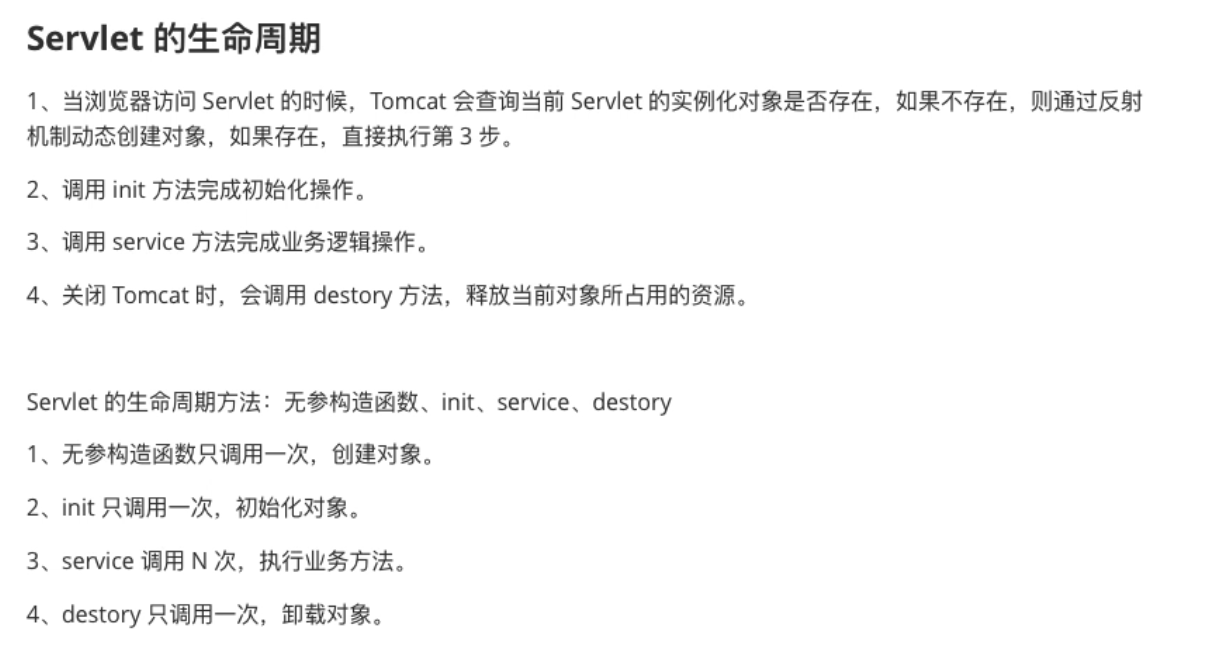 Servlet 的生命周期
1、当浏览器访问 Servlet 的时候，Tomcat 会查询当前 Servlet 的实例化对象是否存在，如果不存在，则通过反射
机制动态创建对象，如果存在，直接执行第 3 步。
2、调用 init 方法完成初始化操作。
3、调用 service 方法完成业务逻辑操作。
4、关闭 Tomcat 时，会调用 destory 方法，释放当前对象所占用的资源。
Servlet 的生命周期方法：无参构造函数、init、service、destory
1、无参构造函数只调用一次，创建对象。
2、init 只调用一次，初始化对象。
3、service 调用 N 次，执行业务方法。
4、destory 只调用一次，卸载对象。